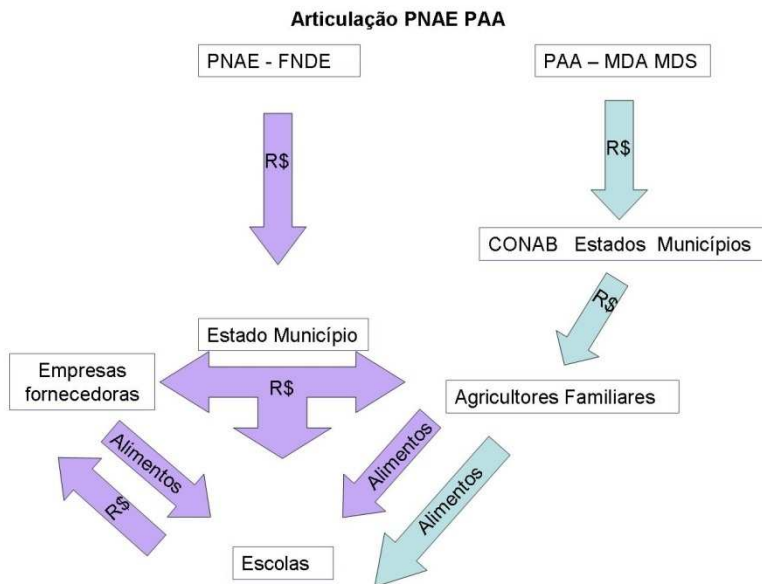 Articulação PNAE PAA
PNAE - FNDE
PAA – MDA MDS
R$
R$
CONAB Estados Municípios
R$
Estado Município
Empresas
fornecedoras
R$
Agricultores Familiares
Alimentos
R$
Alimentos
Alimentos
Escolas